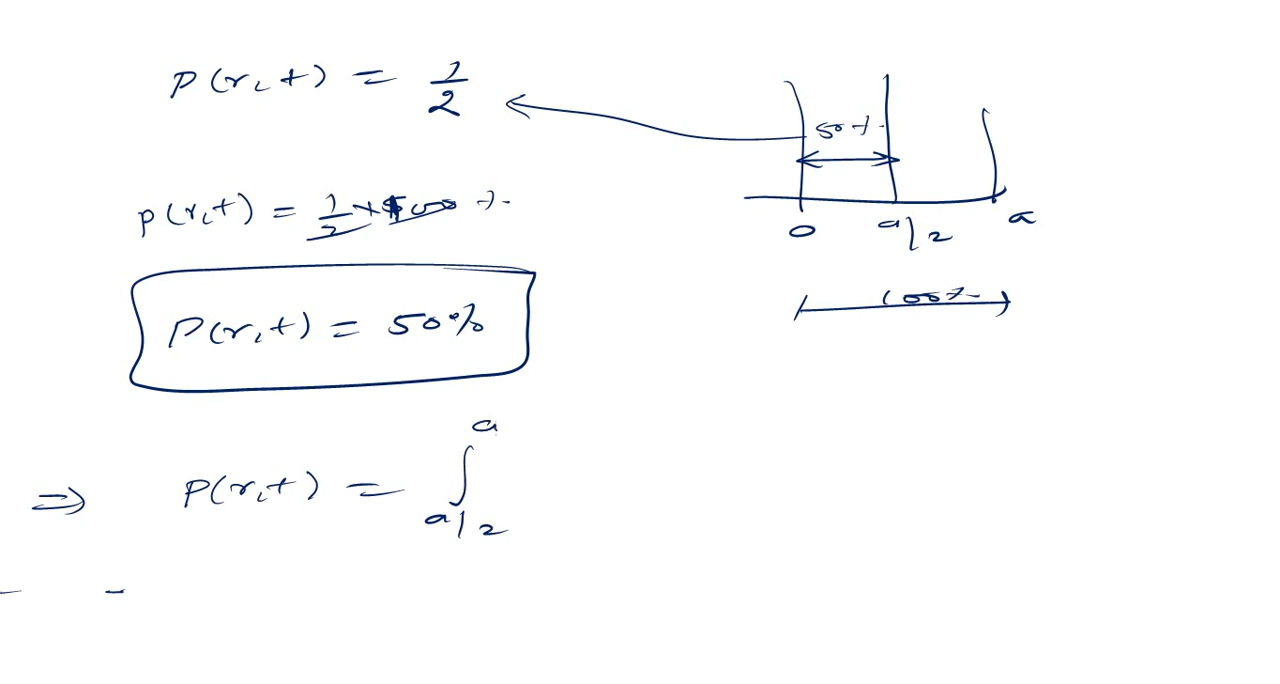 P(r,t) = 1/2
50%
0 a/2 a
P(r,t) = 1/2 × 100 %
100%
P(r,t) = 50%
⇒ P(r,t) = ∫_{a/2}^{a}